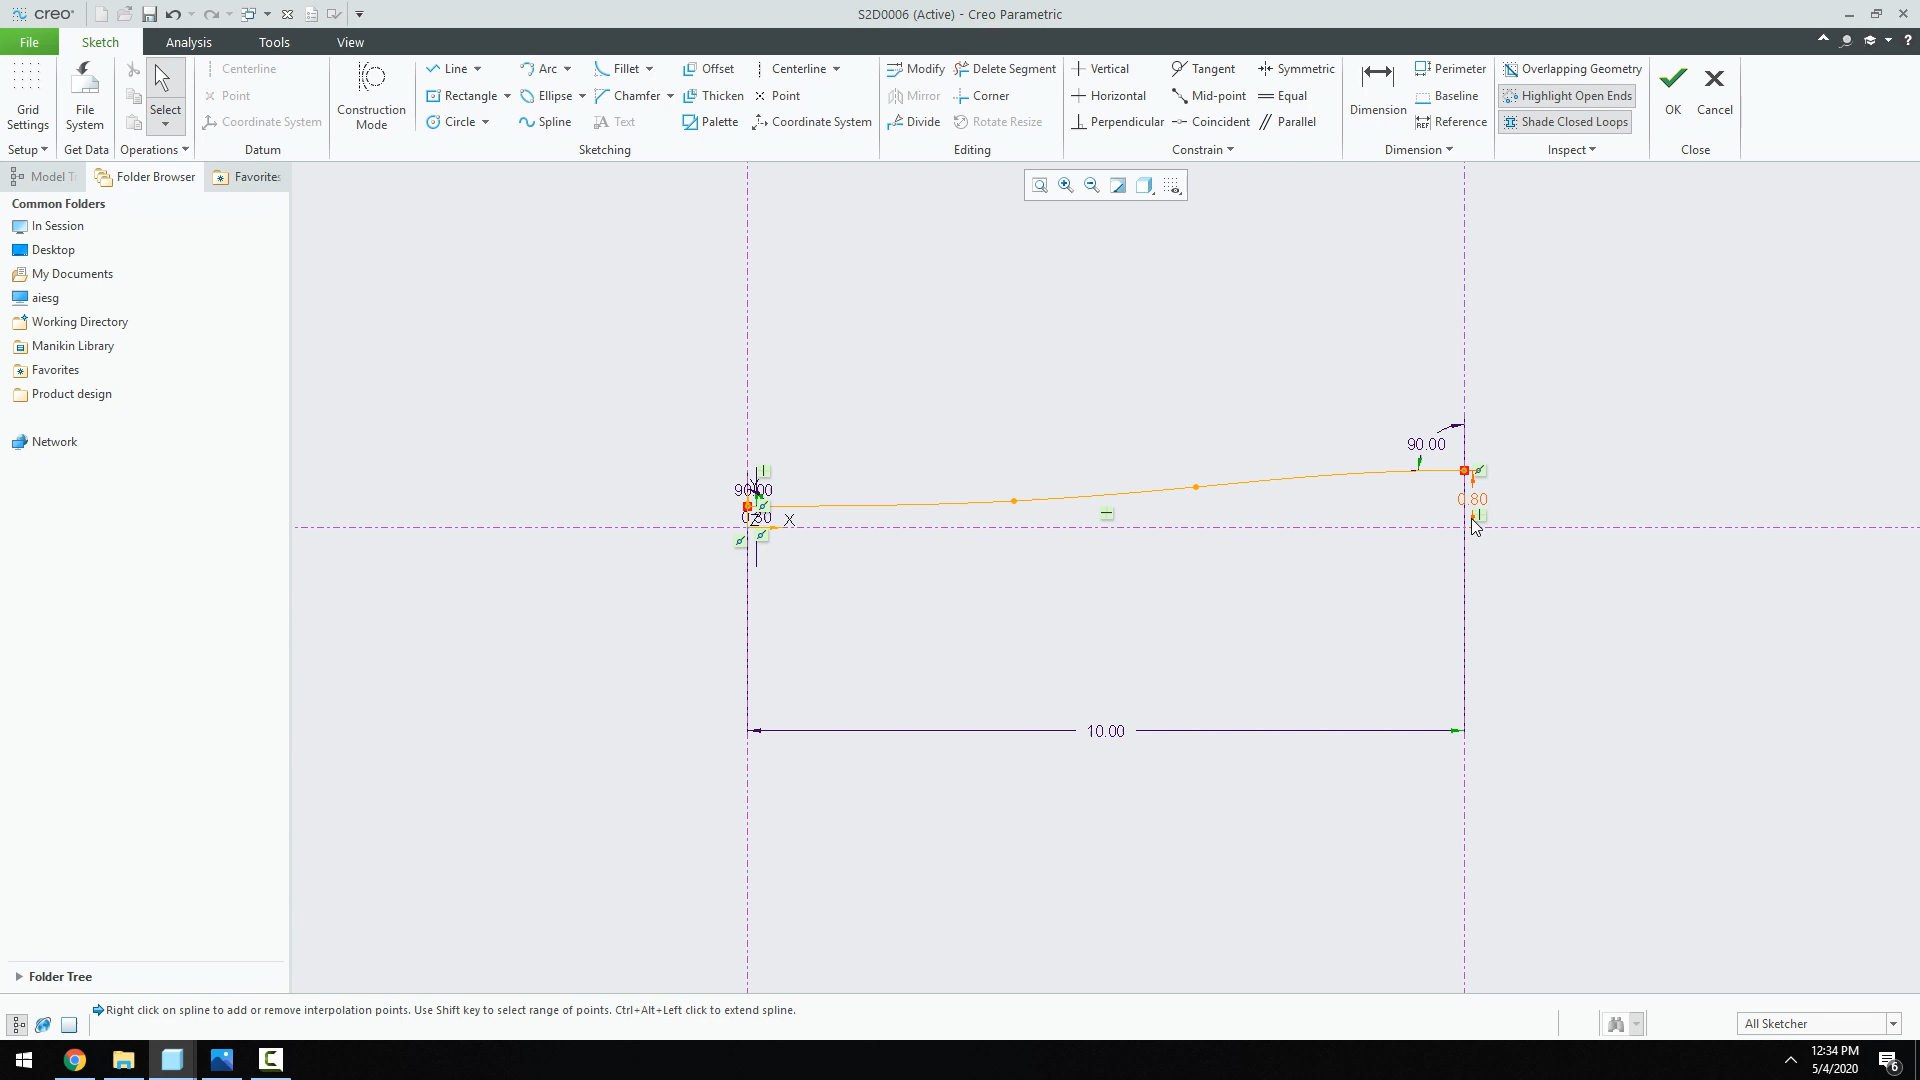 creo
S2D0006 (Active) - Creo Parametric
File
Sketch
Analysis
Tools
View
?
Grid
Settings
Setup
File
System
Get Data
Select
Operations
Centerline
Point
Coordinate System
Datum
Construction
Mode
Line
Arc
Fillet
Offset
Centerline
Rectangle
Ellipse
Chamfer
Thicken
Point
Circle
Spline
Text
Palette
Coordinate System
Sketching
Modify
Delete Segment
Mirror
Corner
Divide
Rotate Resize
Editing
Vertical
Tangent
Symmetric
Horizontal
Mid-point
Equal
Perpendicular
Coincident
Parallel
Constrain
Dimension
Perimeter
Baseline
REF Reference
Dimension
Overlapping Geometry
Highlight Open Ends
Shade Closed Loops
Inspect
OK
Cancel
Close
Model T
Folder Browser
Favorites
Common Folders
In Session
Desktop
My Documents
aiesg
Working Directory
Manikin Library
Favorites
Product design
Network
Folder Tree
90.00
90.00
0.80
X
10.00
Right click on spline to add or remove interpolation points. Use Shift key to select range of points. Ctrl+Alt+Left click to extend spline.
All Sketcher
12:34 PM
5/4/2020
6